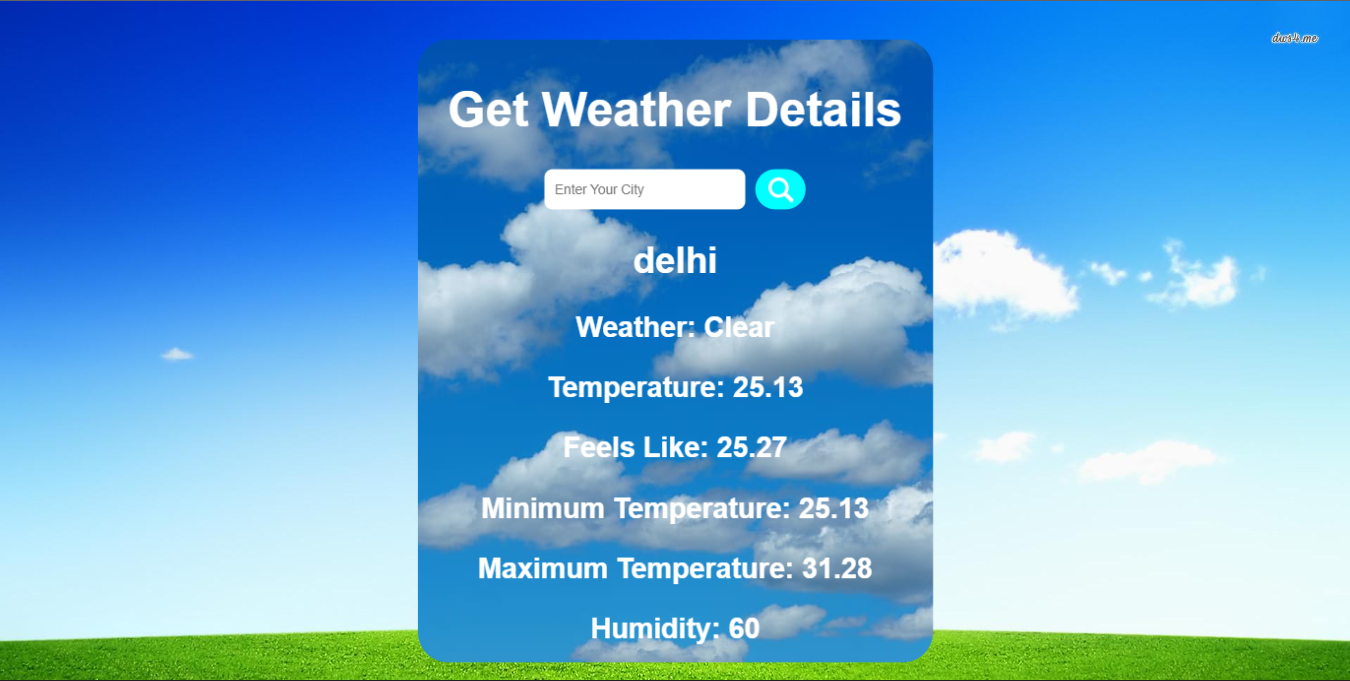 dws4.me
Get Weather Details
Enter Your City
delhi
Weather: Clear
Temperature: 25.13
Feels Like: 25.27
Minimum Temperature: 25.13
Maximum Temperature: 31.28
Humidity: 60